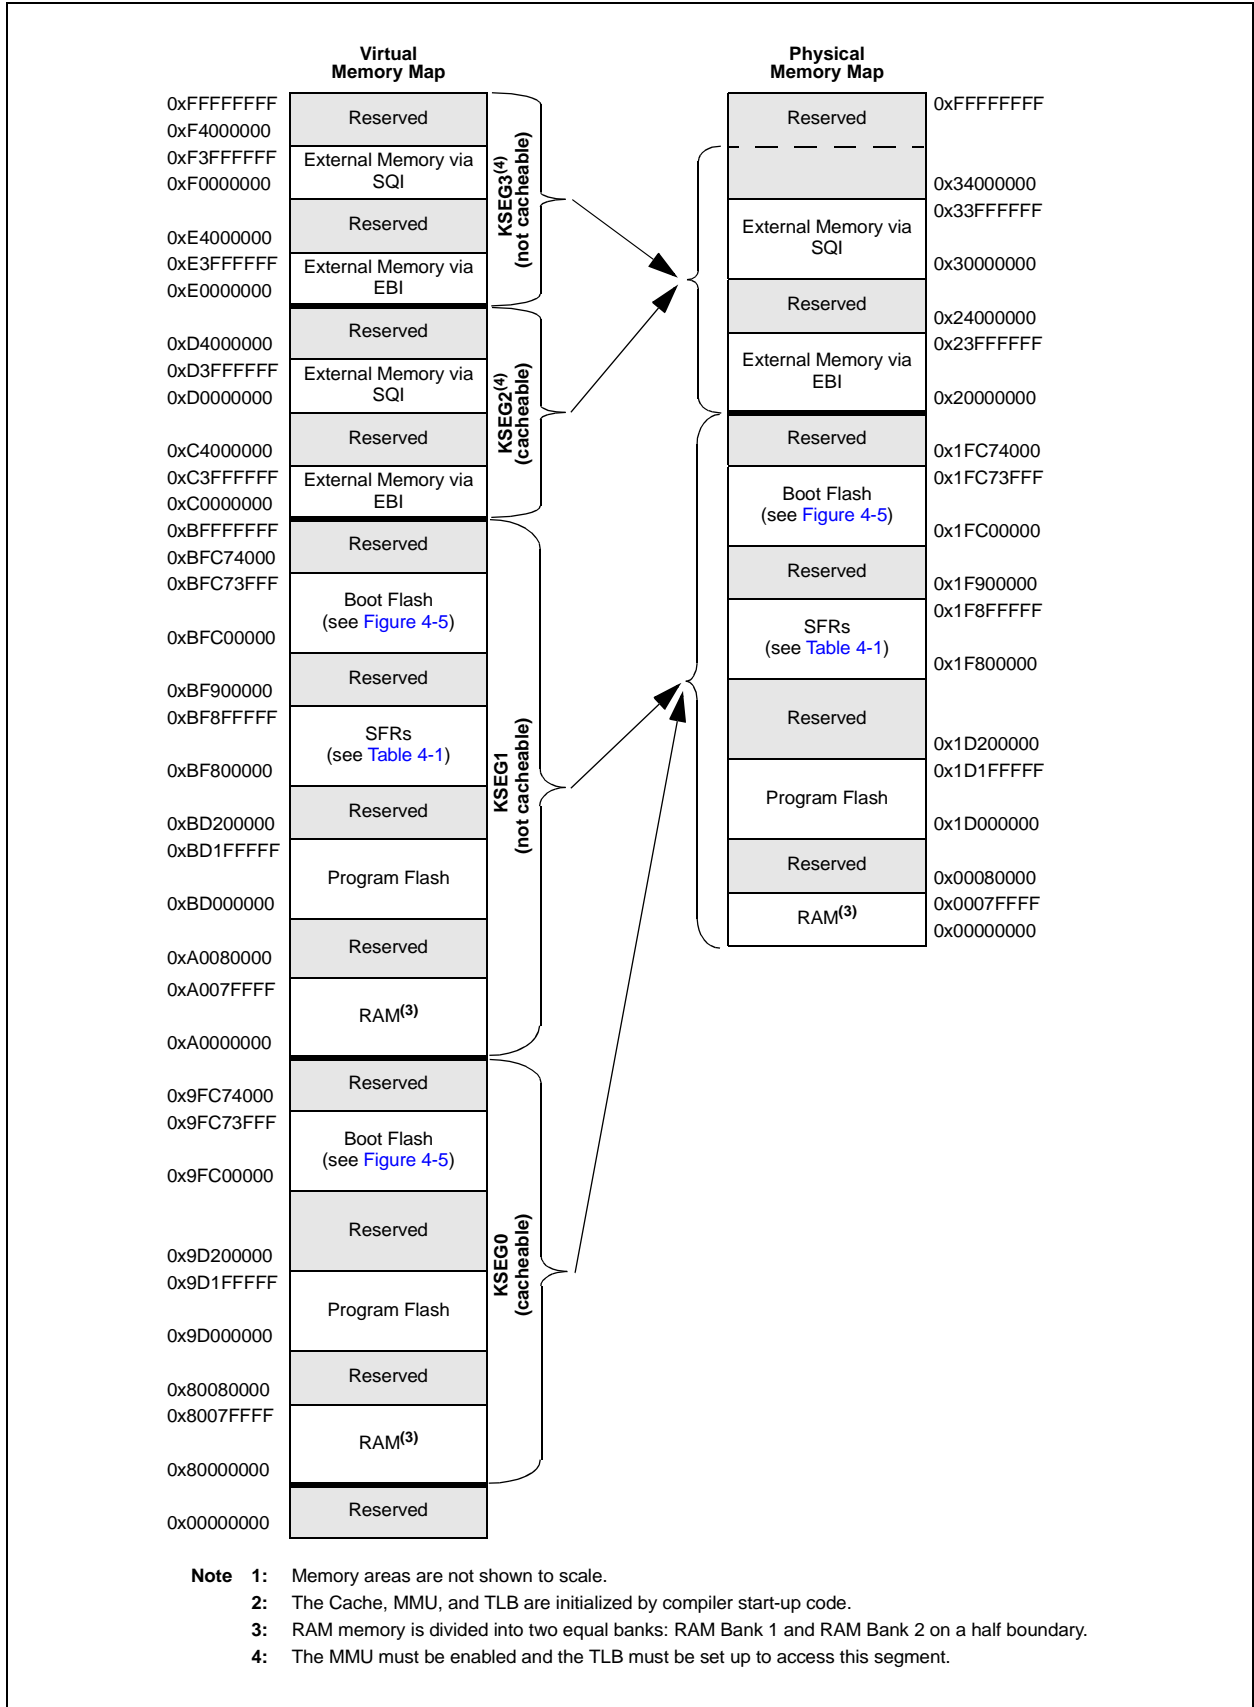 Virtual
Memory Map
0xFFFFFFFF
Reserved
0xF4000000
0xF3FFFFFF
External Memory via
SQI
0xF0000000
Reserved
0xE4000000
0xE3FFFFFF
External Memory via
EBI
0xE0000000
KSEG3(4)
(not cacheable)
Reserved
0xD4000000
0xD3FFFFFF
External Memory via
SQI
0xD0000000
Reserved
0xC4000000
0xC3FFFFFF
External Memory via
EBI
0xC0000000
KSEG2(4)
(cacheable)
0xBFFFFFFF
Reserved
0xBFC74000
0xBFC73FFF
Boot Flash
(see Figure 4-5)
0xBFC00000
Reserved
0xBF900000
0xBF8FFFFF
SFRs
(see Table 4-1)
0xBF800000
Reserved
0xBD200000
0xBD1FFFFF
Program Flash
0xBD000000
Reserved
0xA0080000
0xA007FFFF
RAM(3)
0xA0000000
KSEG1
(not cacheable)
Reserved
0x9FC74000
0x9FC73FFF
Boot Flash
(see Figure 4-5)
0x9FC00000
Reserved
0x9D200000
0x9D1FFFFF
Program Flash
0x9D000000
Reserved
0x80080000
0x8007FFFF
RAM(3)
0x80000000
KSEG0
(cacheable)
Reserved
0x00000000
Physical
Memory Map
0xFFFFFFFF
Reserved
0x34000000
0x33FFFFFF
External Memory via
SQI
0x30000000
Reserved
0x24000000
0x23FFFFFF
External Memory via
EBI
0x20000000
Reserved
0x1FC74000
0x1FC73FFF
Boot Flash
(see Figure 4-5)
0x1FC00000
Reserved
0x1F900000
0x1F8FFFFF
SFRs
(see Table 4-1)
0x1F800000
Reserved
0x1D200000
0x1D1FFFFF
Program Flash
0x1D000000
Reserved
0x00080000
0x0007FFFF
RAM(3)
0x00000000
Note 1: Memory areas are not shown to scale.
2: The Cache, MMU, and TLB are initialized by compiler start-up code.
3: RAM memory is divided into two equal banks: RAM Bank 1 and RAM Bank 2 on a half boundary.
4: The MMU must be enabled and the TLB must be set up to access this segment.